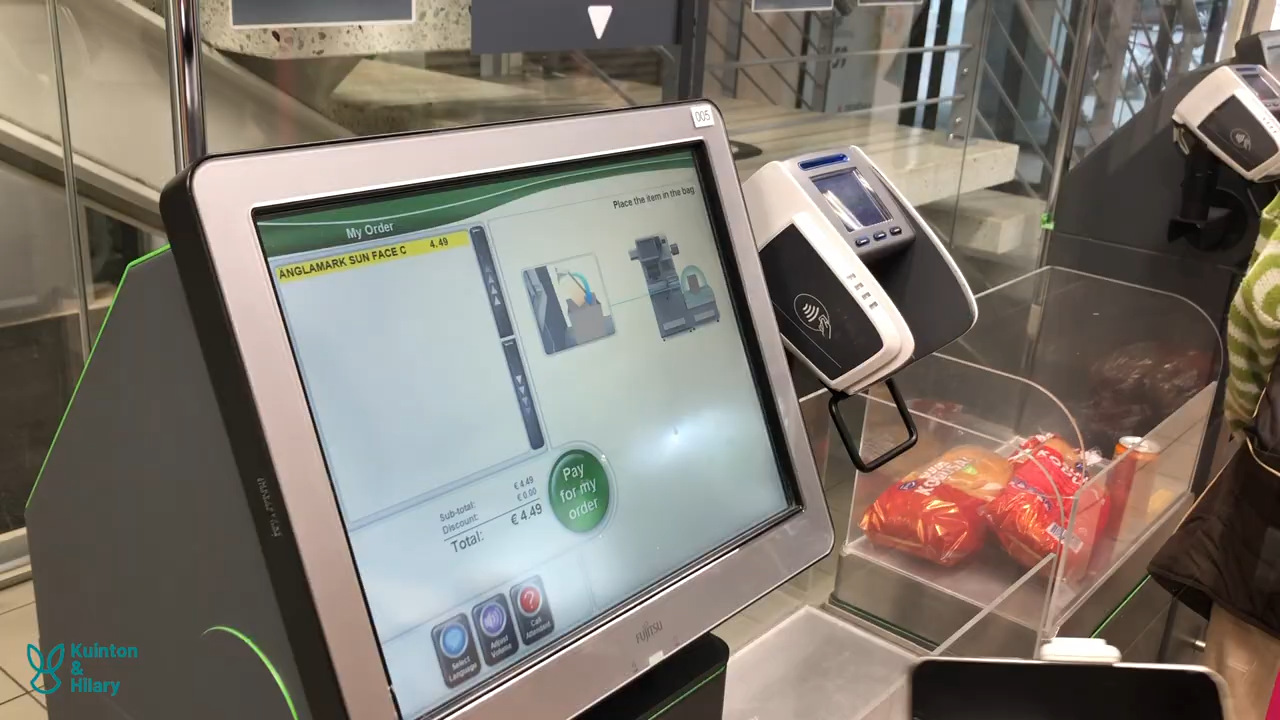 005
Place the item in the bag
My Order
ANGLAMARK SUN FACE C 4.49
Pay
for my
order
Sub-total: € 4.49
Discount: € 0.00
Total: € 4.49
Select
Language
Adjust
Volume
Call
Attendant
FUJITSU
Kuinton
&
Hilary